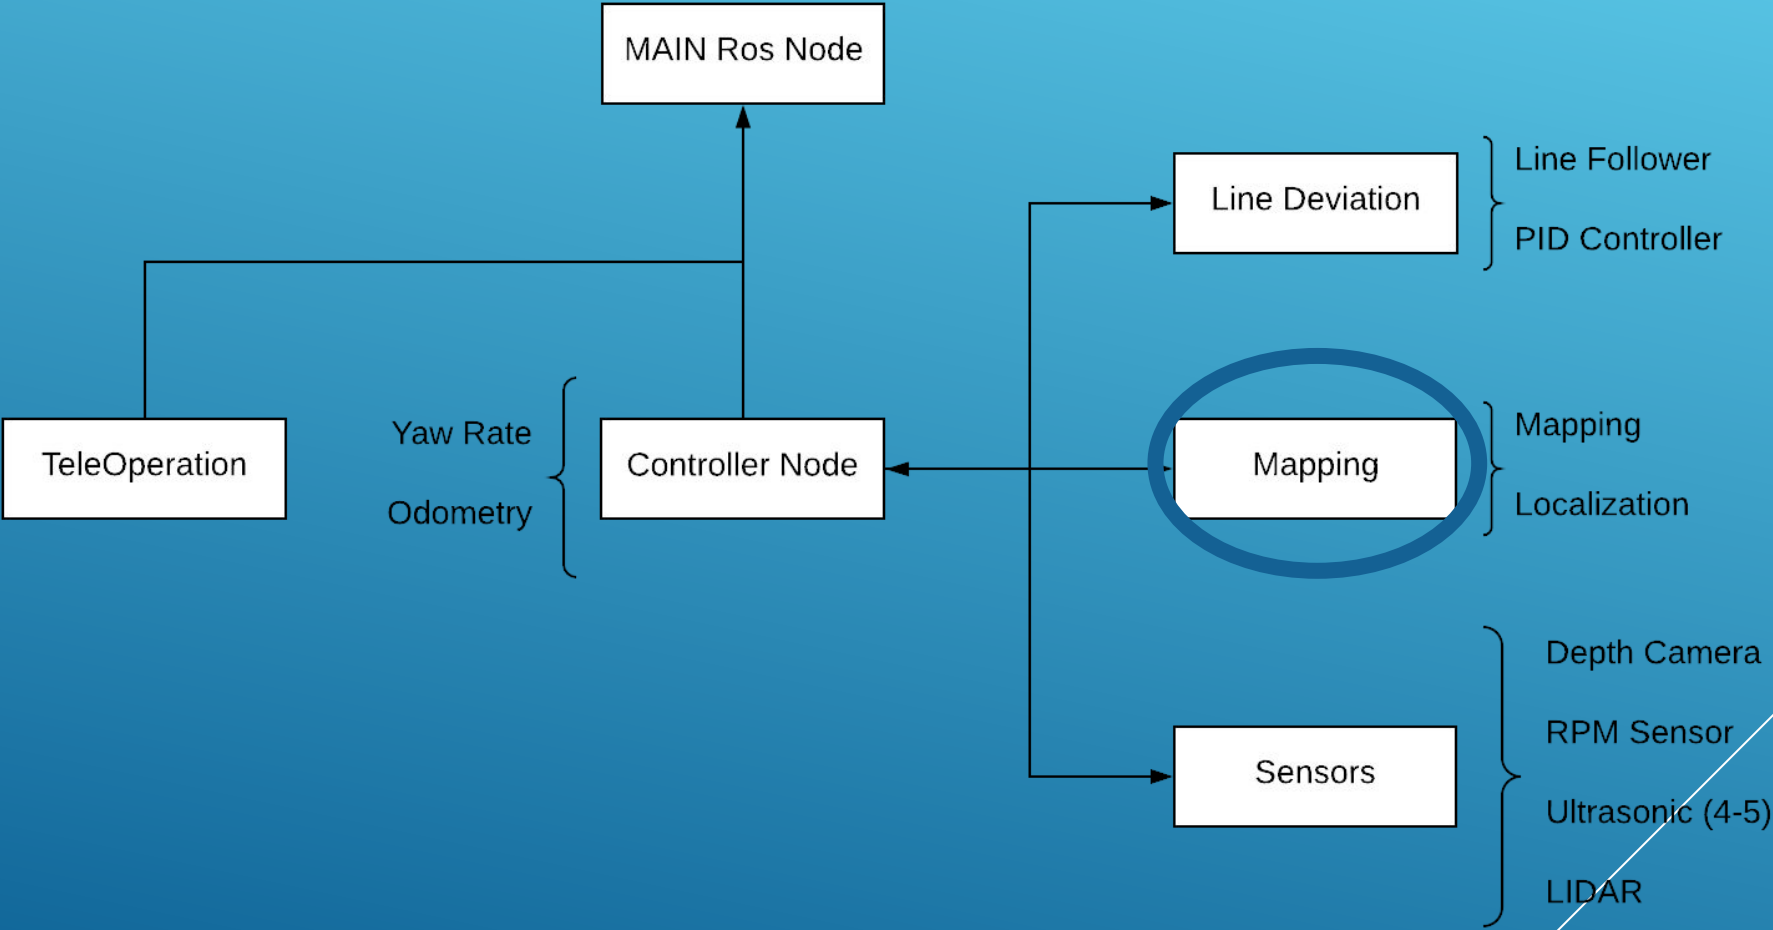 MAIN Ros Node
Line Deviation
Line Follower
PID Controller
TeleOperation
Yaw Rate
Odometry
Controller Node
Mapping
Mapping
Localization
Sensors
Depth Camera
RPM Sensor
Ultrasonic (4-5)
LIDAR